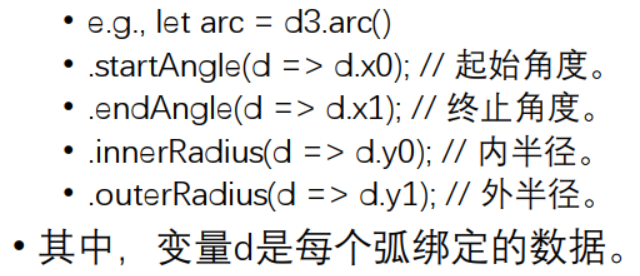 • e.g., let arc = d3.arc()
• .startAngle(d => d.x0); // 起始角度。
• .endAngle(d => d.x1); // 终止角度。
• .innerRadius(d => d.y0); // 内半径。
• .outerRadius(d => d.y1); // 外半径。
• 其中，变量d是每个弧绑定的数据。